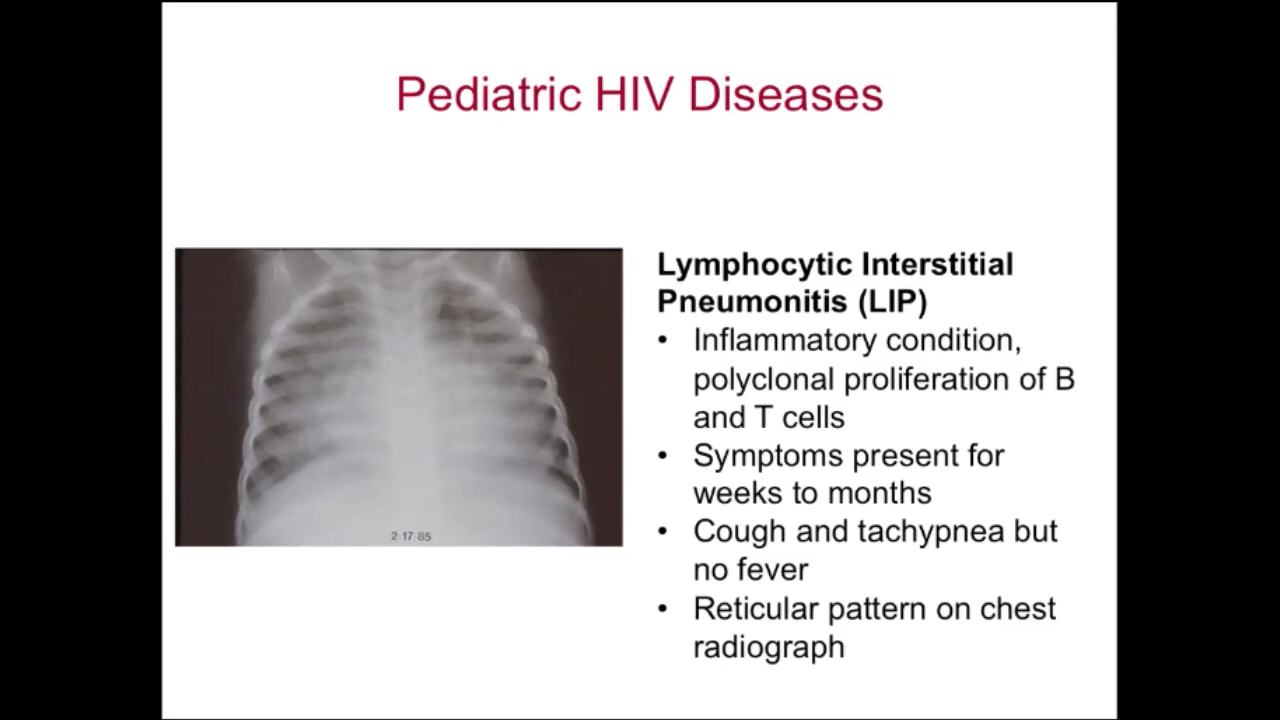 Pediatric HIV Diseases
Lymphocytic Interstitial
Pneumonitis (LIP)
• Inflammatory condition,
polyclonal proliferation of B
and T cells
• Symptoms present for
weeks to months
• Cough and tachypnea but
no fever
• Reticular pattern on chest
radiograph
2 17 85